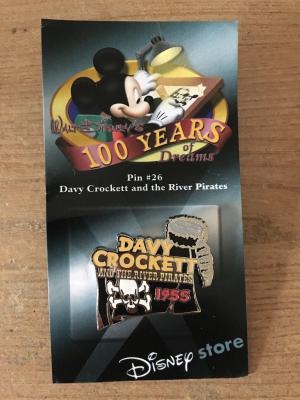 Walt Disney's
100 YEARS
of
Dreams
Pin #26
Davy Crockett and the River Pirates
DAVY
CROCKETT
AND THE RIVER PIRATES
1955
Disney store